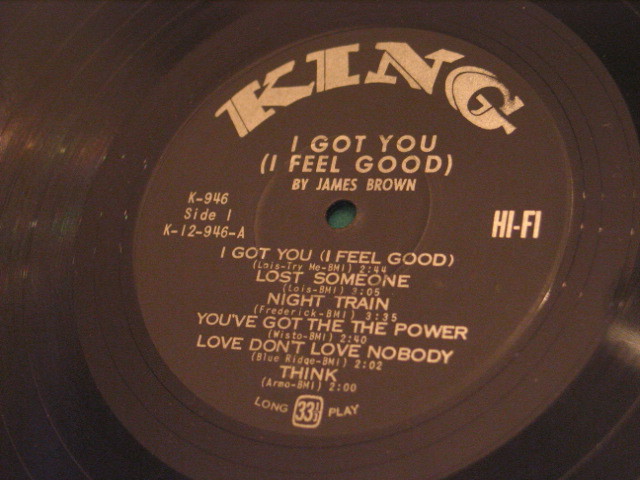 KING
I GOT YOU
(I FEEL GOOD)
BY JAMES BROWN
K-946
Side 1
K-12-946-A
HI-FI
I GOT YOU (I FEEL GOOD)
(Lois-Try Me-BMI) 2:44
LOST SOMEONE
(Lois-BMI) 3:05
NIGHT TRAIN
(Frederick-BMI) 3:35
YOU'VE GOT THE THE POWER
(Wisto-BMI) 2:40
LOVE DON'T LOVE NOBODY
(Blue Ridge-BMI) 2:02
THINK
(Armo-BMI) 2:00
LONG 33 1/3 PLAY